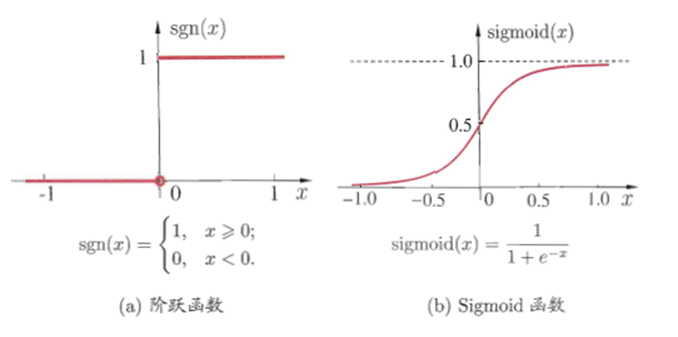 sgn(x)
1
-1
0
1
x
sgn(x) = { 1, x ⩾ 0;
0, x < 0.
(a) 阶跃函数
sigmoid(x)
1.0
0.5
−1.0
−0.5
0
0.5
1.0
x
sigmoid(x) = 1 / (1 + e^{−x})
(b) Sigmoid 函数